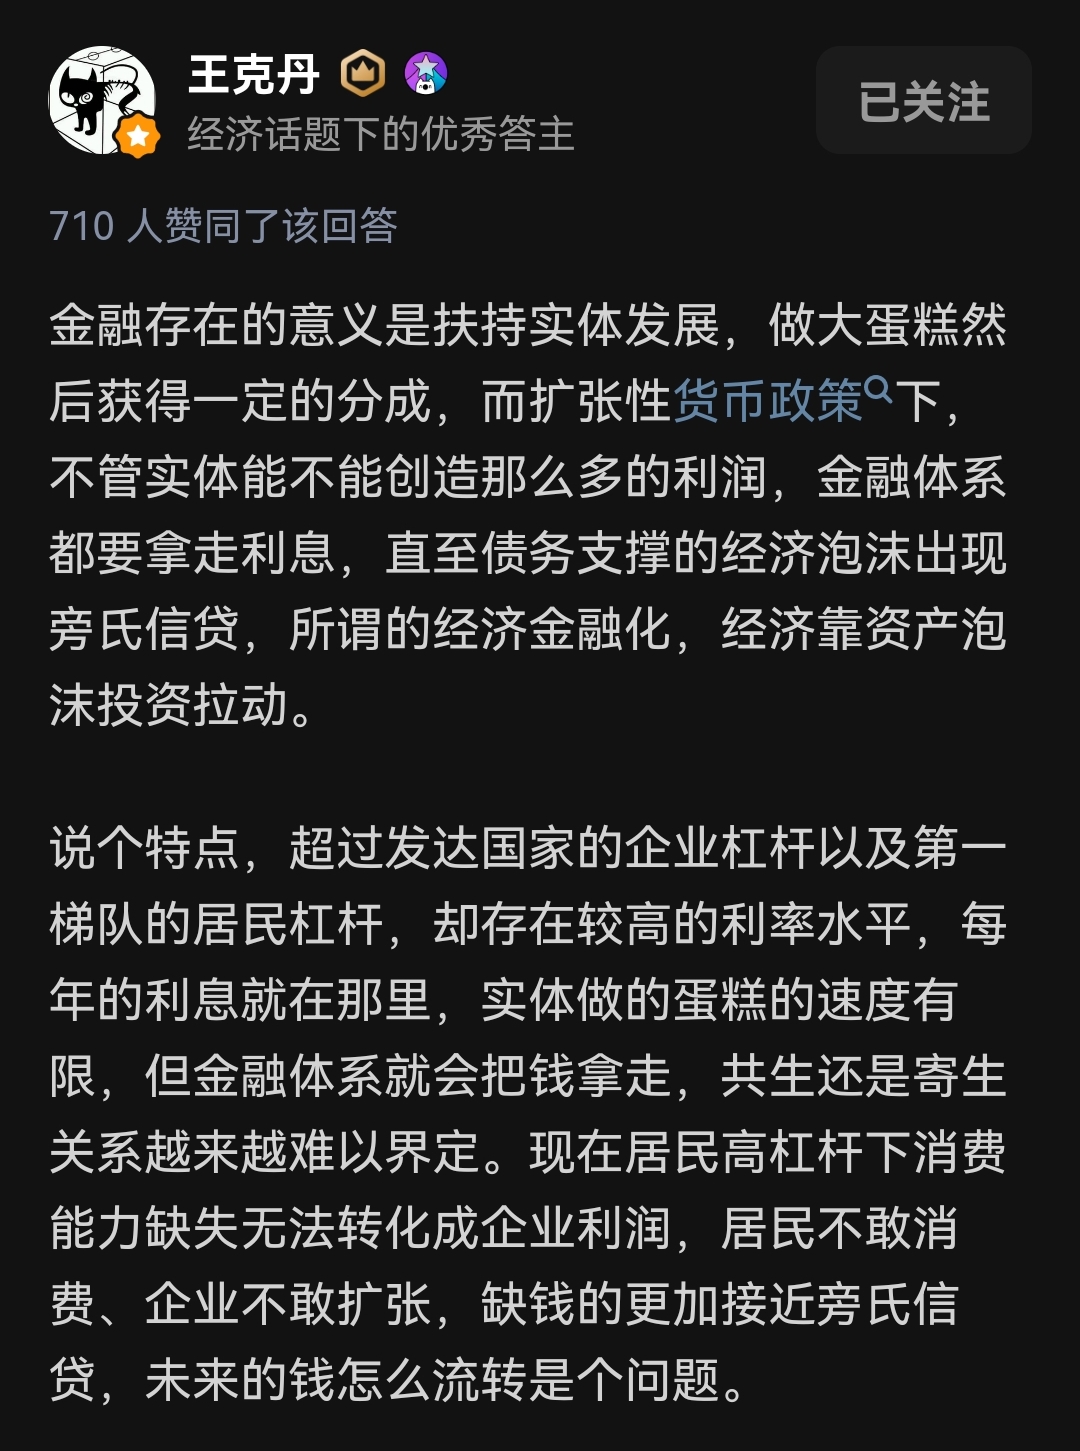 王克丹
经济话题下的优秀答主
已关注
710 人赞同了该回答
金融存在的意义是扶持实体发展，做大蛋糕然
后获得一定的分成，而扩张性货币政策下，
不管实体能不能创造那么多的利润，金融体系
都要拿走利息，直至债务支撑的经济泡沫出现
旁氏信贷，所谓的经济金融化，经济靠资产泡
沫投资拉动。
说个特点，超过发达国家的企业杠杆以及第一
梯队的居民杠杆，却存在较高的利率水平，每
年的利息就在那里，实体做的蛋糕的速度有
限，但金融体系就会把钱拿走，共生还是寄生
关系越来越难以界定。现在居民高杠杆下消费
能力缺失无法转化成企业利润，居民不敢消
费、企业不敢扩张，缺钱的更加接近旁氏信
贷，未来的钱怎么流转是个问题。